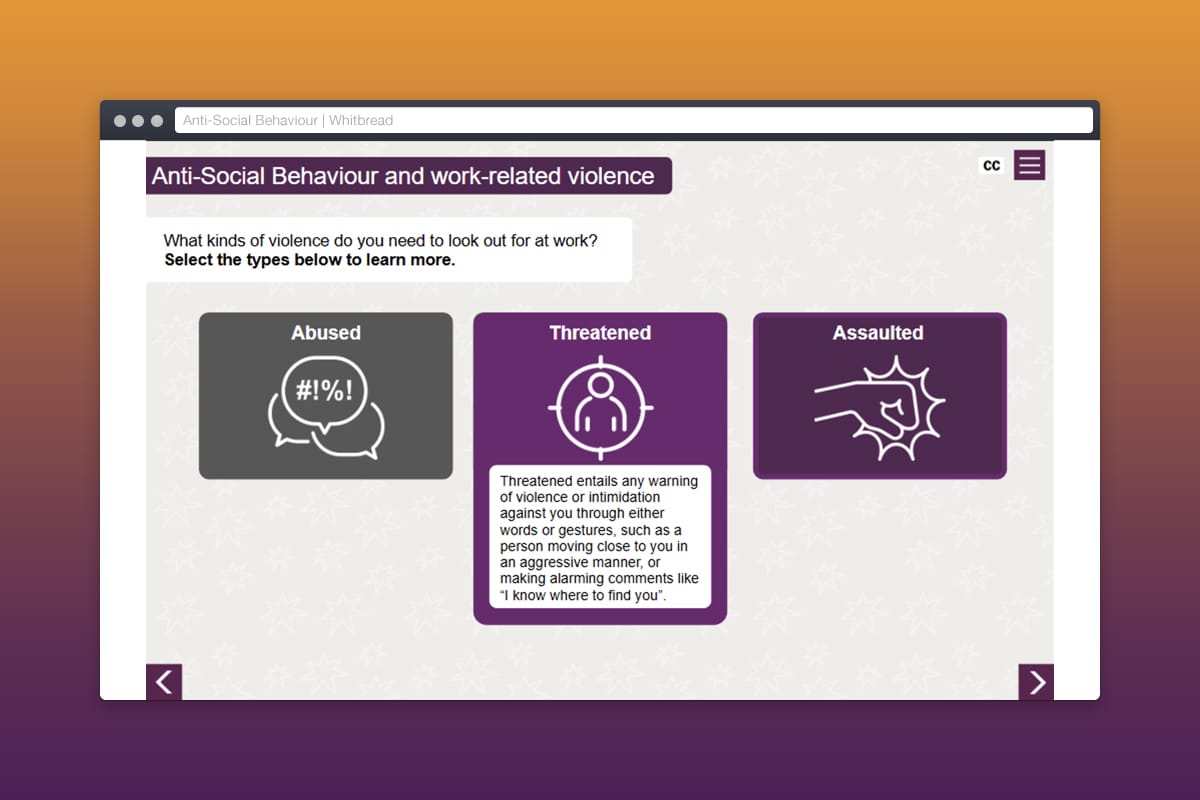 Anti-Social Behaviour | Whitbread
Anti-Social Behaviour and work-related violence
CC
What kinds of violence do you need to look out for at work?
Select the types below to learn more.
Abused
#!%!
Threatened
Threatened entails any warning
of violence or intimidation
against you through either
words or gestures, such as a
person moving close to you in
an aggressive manner, or
making alarming comments like
“I know where to find you”.
Assaulted